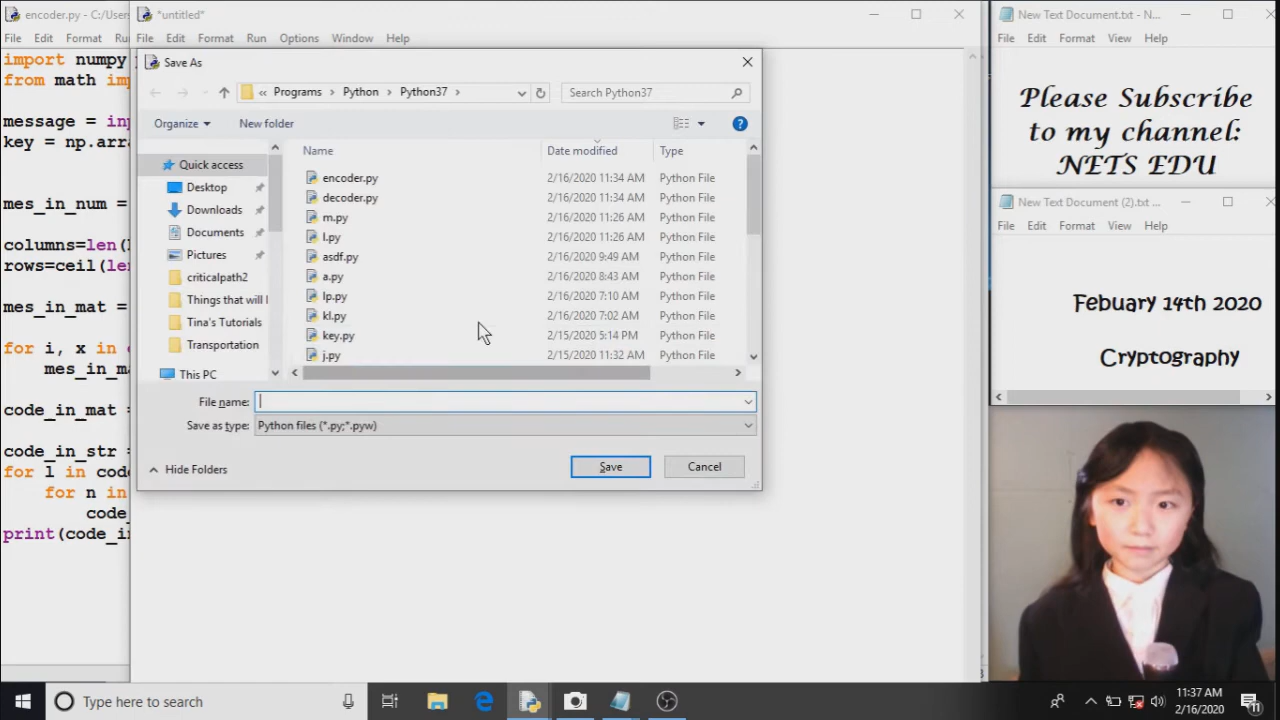 encoder.py - C:/Users
File Edit Format Ru
import numpy
from math imp
message = inp
key = np.arra
mes_in_num =
columns=len(
rows=ceil(len
mes_in_mat =
for i, x in
mes_in_ma
code_in_mat =
code_in_str =
for l in code
for n in
code_
print(code_in
*untitled*
File Edit Format Run Options Window Help
Save As
« Programs > Python > Python37 >
Search Python37
Organize New folder
Name Date modified Type
Quick access
Desktop
Downloads
Documents
Pictures
criticalpath2
Things that will
Tina's Tutorials
Transportation
This PC
encoder.py 2/16/2020 11:34 AM Python File
decoder.py 2/16/2020 11:34 AM Python File
m.py 2/16/2020 11:26 AM Python File
l.py 2/16/2020 11:26 AM Python File
asdf.py 2/16/2020 9:49 AM Python File
a.py 2/16/2020 8:43 AM Python File
lp.py 2/16/2020 7:10 AM Python File
kl.py 2/16/2020 7:02 AM Python File
key.py 2/15/2020 5:14 PM Python File
j.py 2/15/2020 11:32 AM Python File
File name:
Save as type: Python files (*.py;*.pyw)
Hide Folders
Save Cancel
New Text Document.txt - N...
File Edit Format View Help
Please Subscribe
to my channel:
NETS EDU
New Text Document (2).txt ...
File Edit Format View Help
Febuary 14th 2020
Cryptography
Type here to search
11:37 AM
2/16/2020
11